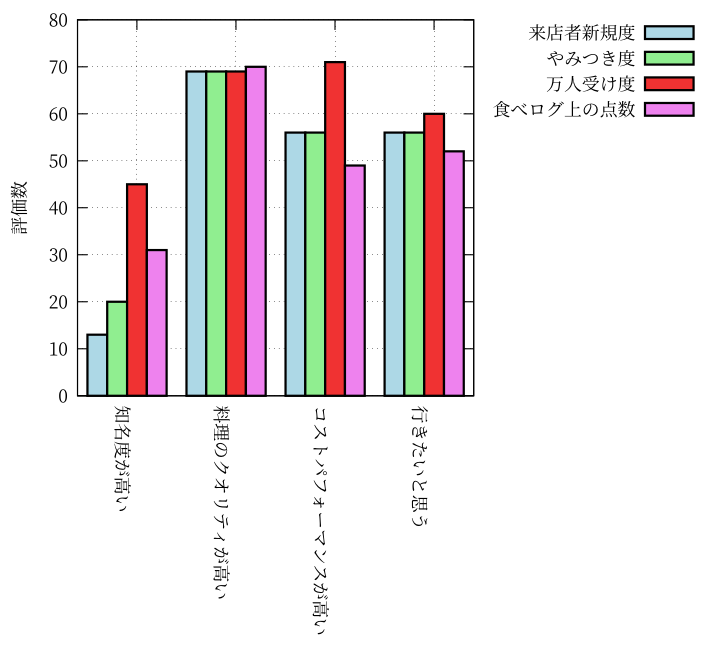 80
70
60
50
40
30
20
10
0
評価数
来店者新規度
やみつき度
万人受け度
食べログ上の点数
知名度が高い
料理のクオリティが高い
コストパフォーマンスが高い
行きたいと思う